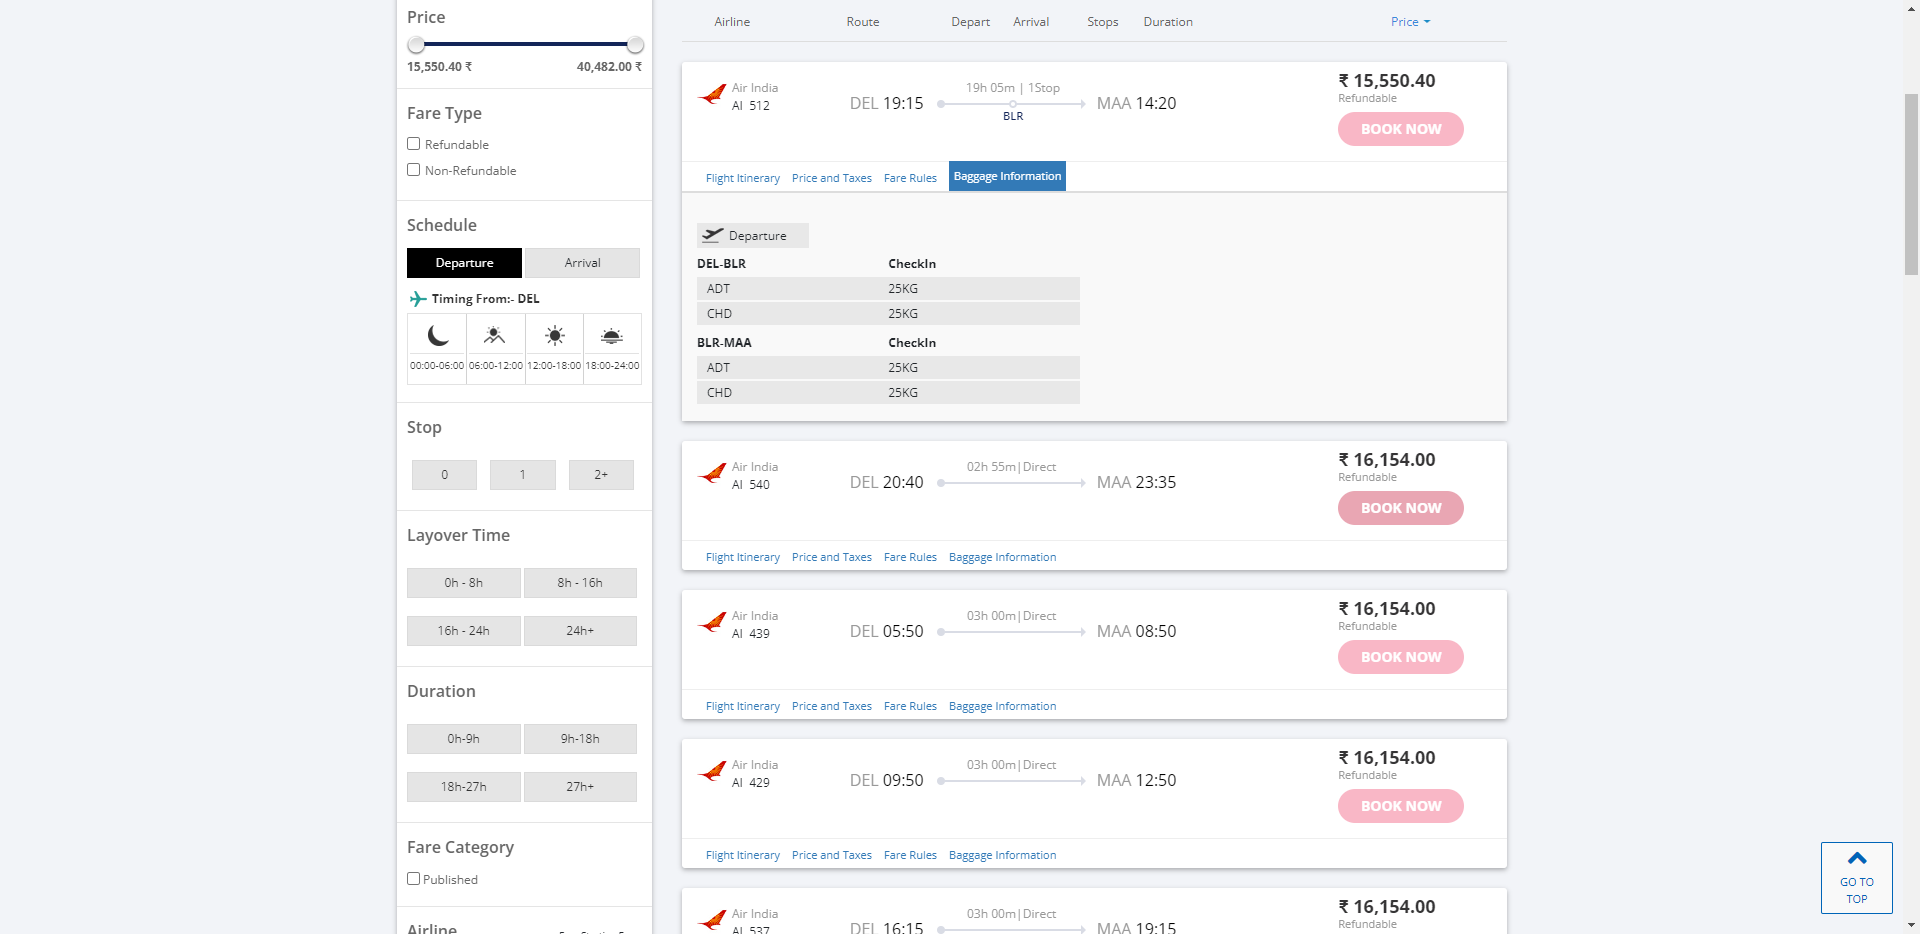 Price
15,550.40 ₹ 40,482.00 ₹
Fare Type
Refundable
Non-Refundable
Schedule
Departure Arrival
Timing From:- DEL
00:00-06:00 06:00-12:00 12:00-18:00 18:00-24:00
Stop
0 1 2+
Layover Time
0h - 8h 8h - 16h
16h - 24h 24h+
Duration
0h-9h 9h-18h
18h-27h 27h+
Fare Category
Published
Airline
Airline Route Depart Arrival Stops Duration Price
Air India
AI 512
DEL 19:15
19h 05m | 1Stop
BLR
MAA 14:20
₹ 15,550.40
Refundable
BOOK NOW
Flight Itinerary Price and Taxes Fare Rules Baggage Information
Departure
DEL-BLR CheckIn
ADT 25KG
CHD 25KG
BLR-MAA CheckIn
ADT 25KG
CHD 25KG
Air India
AI 540
DEL 20:40
02h 55m|Direct
MAA 23:35
₹ 16,154.00
Refundable
BOOK NOW
Flight Itinerary Price and Taxes Fare Rules Baggage Information
Air India
AI 439
DEL 05:50
03h 00m|Direct
MAA 08:50
₹ 16,154.00
Refundable
BOOK NOW
Flight Itinerary Price and Taxes Fare Rules Baggage Information
Air India
AI 429
DEL 09:50
03h 00m|Direct
MAA 12:50
₹ 16,154.00
Refundable
BOOK NOW
Flight Itinerary Price and Taxes Fare Rules Baggage Information
Air India
AI 537
DEL 16:15
03h 00m|Direct
MAA 19:15
₹ 16,154.00
Refundable
GO TO
TOP